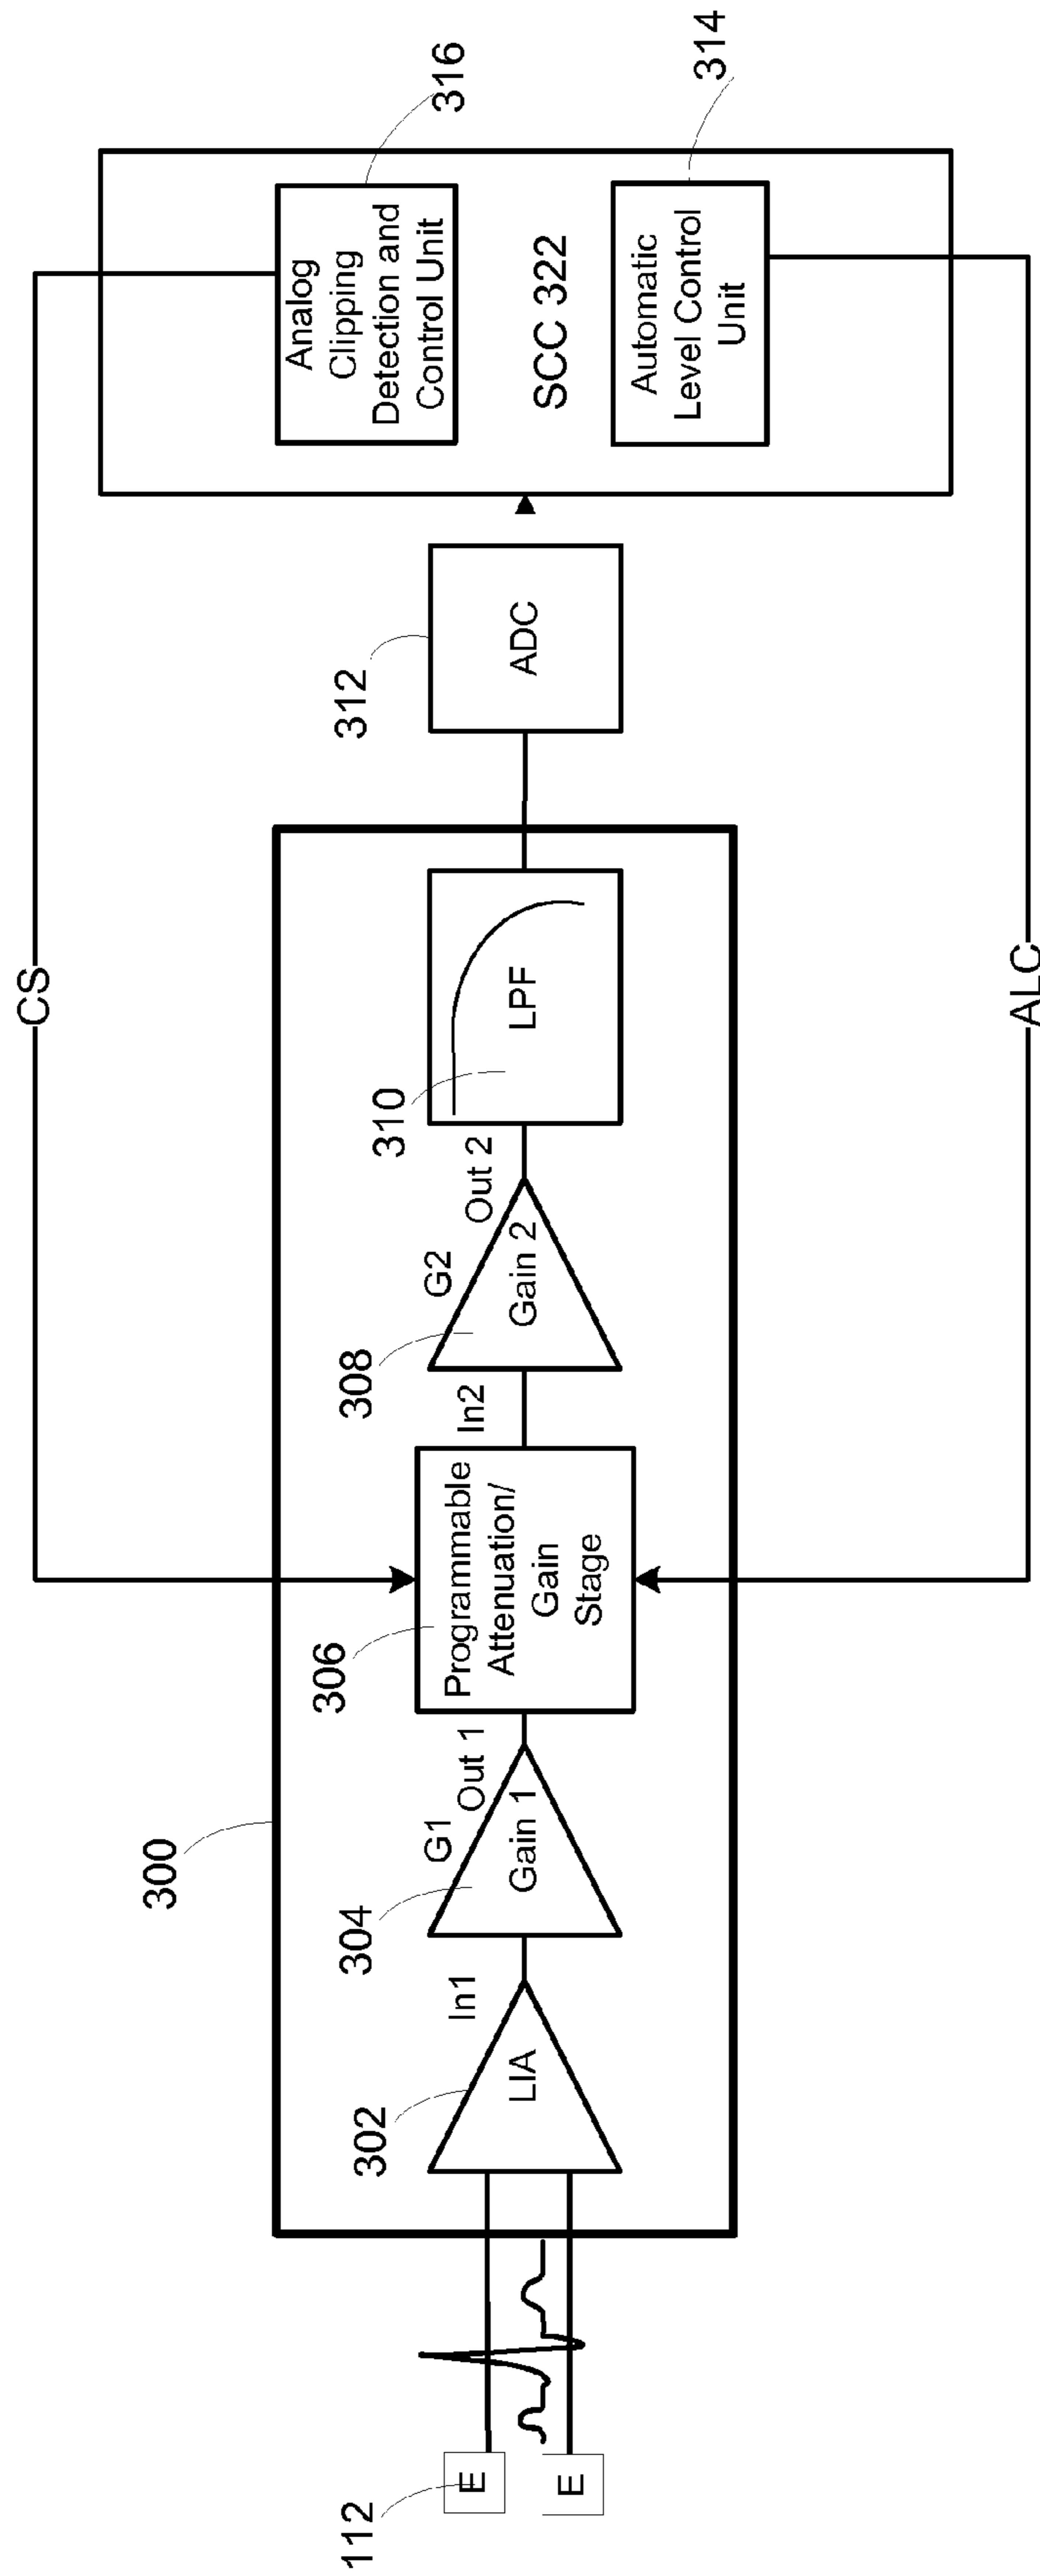 112
E
E
300
302
LIA
In1
304
G1
Gain 1
Out 1
306
Programmable
Attenuation/
Gain
Stage
In2
308
G2
Gain 2
Out 2
310
LPF
312
ADC
CS
ALC
316
Analog
Clipping
Detection and
Control Unit
SCC 322
314
Automatic
Level Control
Unit